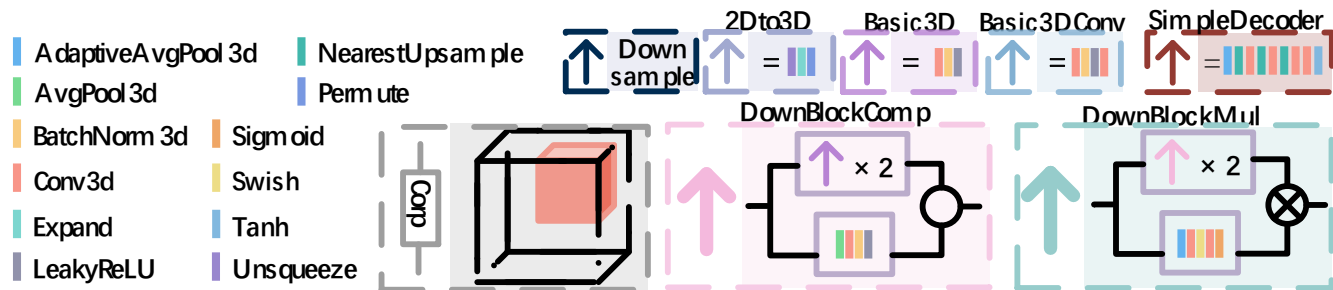 AdaptiveAvgPool 3d
NearestUpsample
AvgPool 3d
Permute
BatchNorm 3d
Sigmoid
Conv3d
Swish
Expand
Tanh
LeakyReLU
Unsqueeze
Down
sample
2Dto3D
=
Basic3D
=
Basic3DConv
=
SimpleDecoder
=
Corp
DownBlockComp
× 2
DownBlockMul
× 2